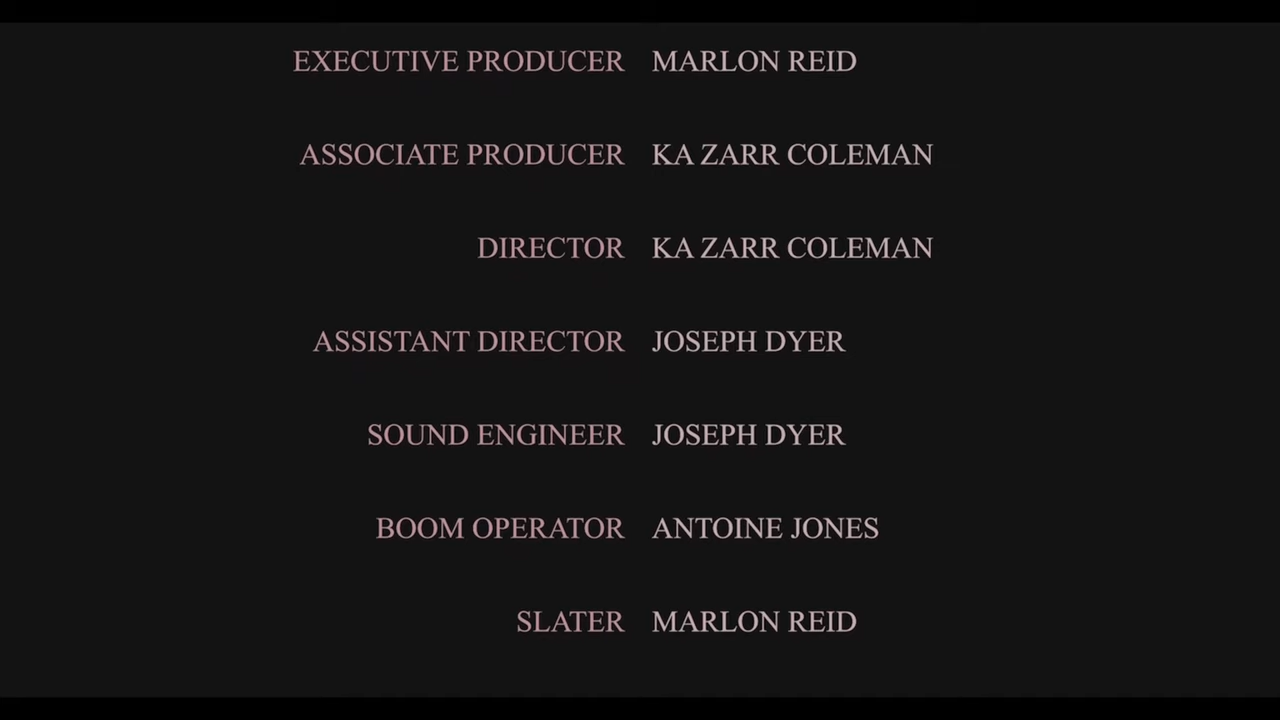 EXECUTIVE PRODUCER MARLON REID
ASSOCIATE PRODUCER KA ZARR COLEMAN
DIRECTOR KA ZARR COLEMAN
ASSISTANT DIRECTOR JOSEPH DYER
SOUND ENGINEER JOSEPH DYER
BOOM OPERATOR ANTOINE JONES
SLATER MARLON REID